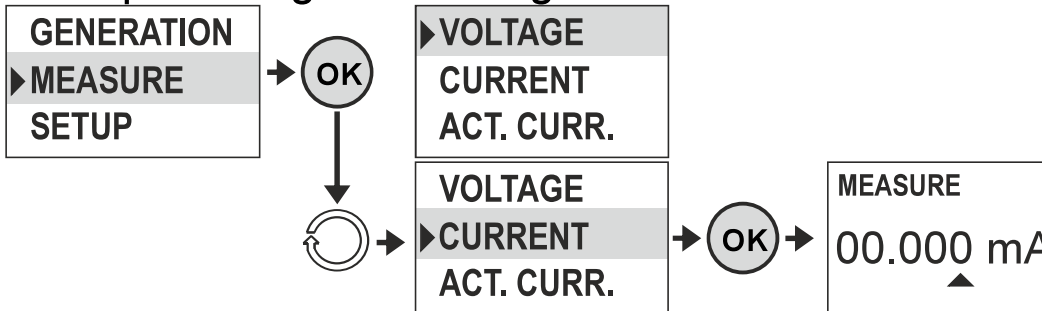 GENERATION
MEASURE
SETUP
OK
VOLTAGE
CURRENT
ACT. CURR.
VOLTAGE
CURRENT
ACT. CURR.
OK
MEASURE
00.000 mA